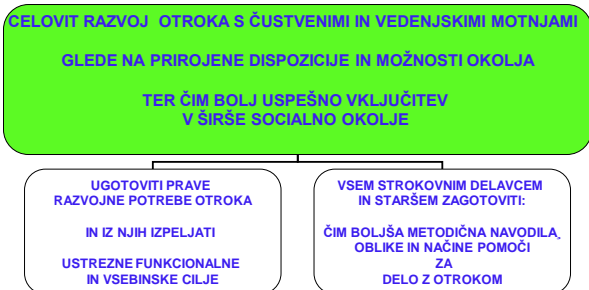 CELOVIT RAZVOJ OTROKA S ČUSTVENIMI IN VEDENJSKIMI MOTNJAMI
GLEDE NA PRIROJENE DISPOZICIJE IN MOŽNOSTI OKOLJA
TER ČIM BOLJ USPEŠNO VKLJUČITEV
V ŠIRŠE SOCIALNO OKOLJE
UGOTOVITI PRAVE
RAZVOJNE POTREBE OTROKA
IN IZ NJIH IZPELJATI
USTREZNE FUNKCIONALNE
IN VSEBINSKE CILJE
VSEM STROKOVNIM DELAVCEM
IN STARŠEM ZAGOTOVITI:
ČIM BOLJŠA METODIČNA NAVODILA,
OBLIKE IN NAČINE POMOČI
ZA
DELO Z OTROKOM